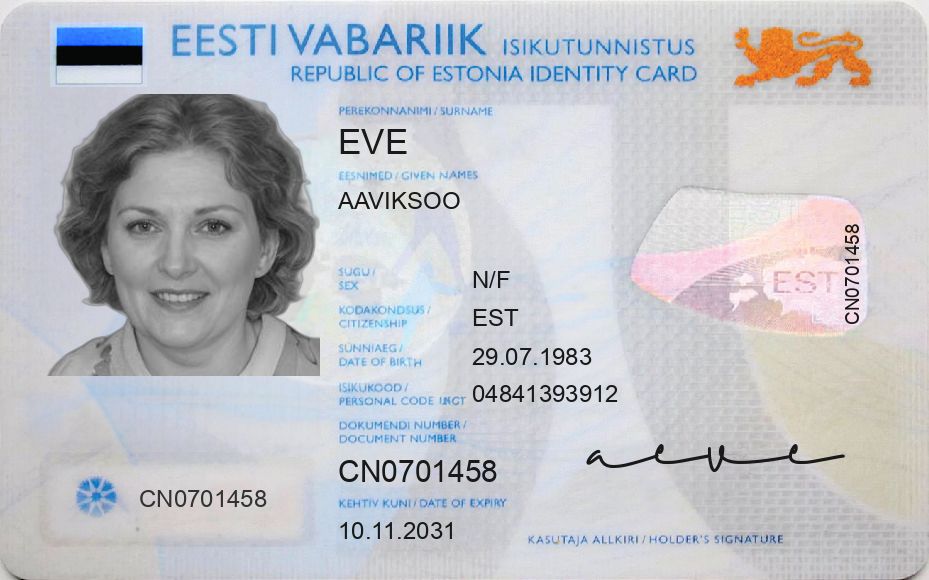 EESTI VABARIIK ISIKUTUNNISTUS
REPUBLIC OF ESTONIA IDENTITY CARD
PEREKONNANIMI / SURNAME
EVE
EESNIMED / GIVEN NAMES
AAVIKSOO
SUGU /
SEX
N/F
KODAKONDSUS /
CITIZENSHIP
EST
SÜNNIAEG /
DATE OF BIRTH
29.07.1983
ISIKUKOOD /
PERSONAL CODE
04841393912
DOKUMENDI NUMBER /
DOCUMENT NUMBER
CN0701458
KEHTIV KUNI / DATE OF EXPIRY
10.11.2031
CN0701458
EST
CN0701458
aeve
KASUTAJA ALLKIRI / HOLDER'S SIGNATURE